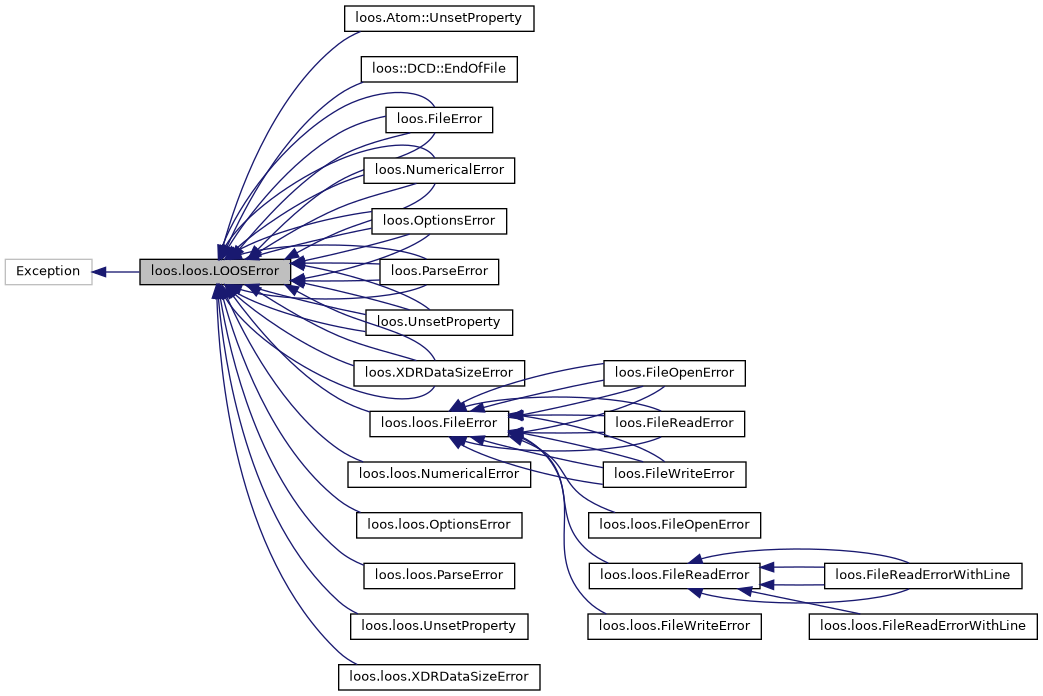 loos.Atom::UnsetProperty
loos::DCD::EndOfFile
loos.FileError
loos.NumericalError
loos.OptionsError
Exception
loos.loos.LOOSError
loos.ParseError
loos.UnsetProperty
loos.XDRDataSizeError
loos.FileOpenError
loos.loos.FileError
loos.FileReadError
loos.loos.NumericalError
loos.FileWriteError
loos.loos.OptionsError
loos.loos.FileOpenError
loos.loos.ParseError
loos.loos.FileReadError
loos.FileReadErrorWithLine
loos.loos.UnsetProperty
loos.loos.FileWriteError
loos.loos.FileReadErrorWithLine
loos.loos.XDRDataSizeError